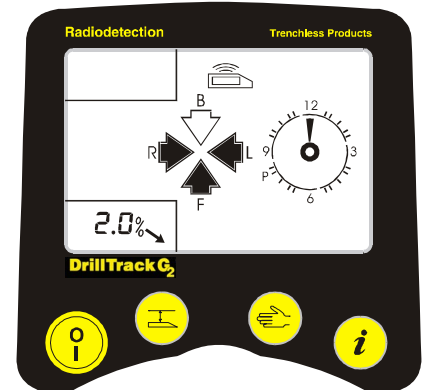 Radiodetection Trenchless Products
B
R L
F
12
9 3
P
6
2.0%
DrillTrack G2
O
I
i